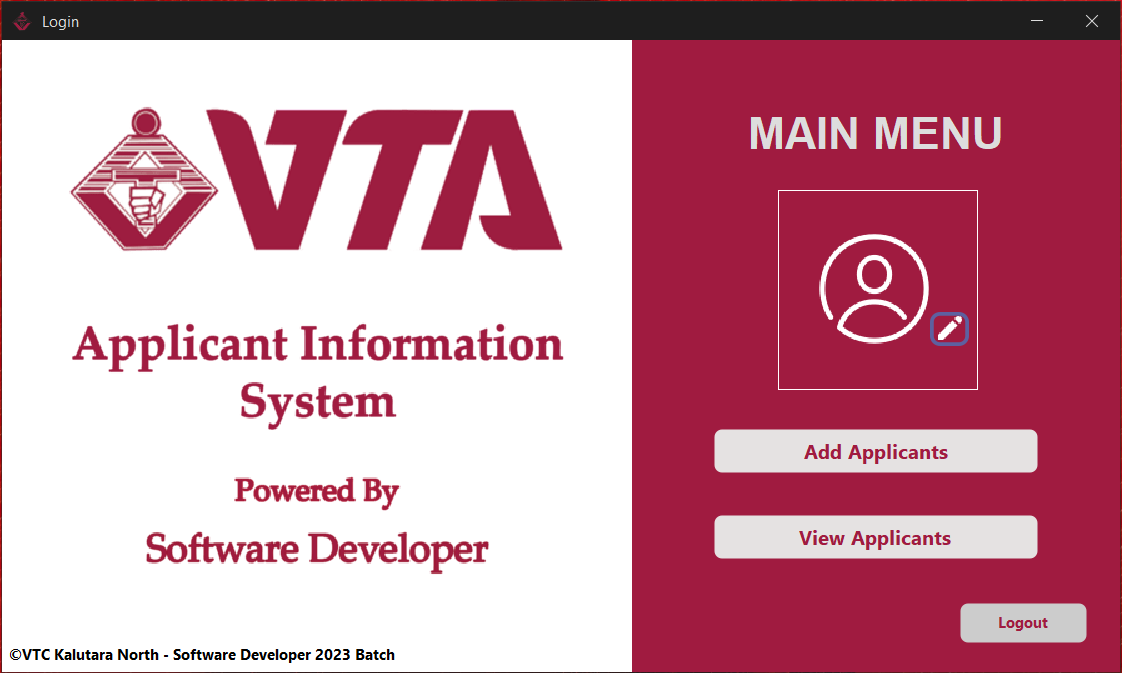 Login
VTA
Applicant Information
System
Powered By
Software Developer
©VTC Kalutara North - Software Developer 2023 Batch
MAIN MENU
Add Applicants
View Applicants
Logout